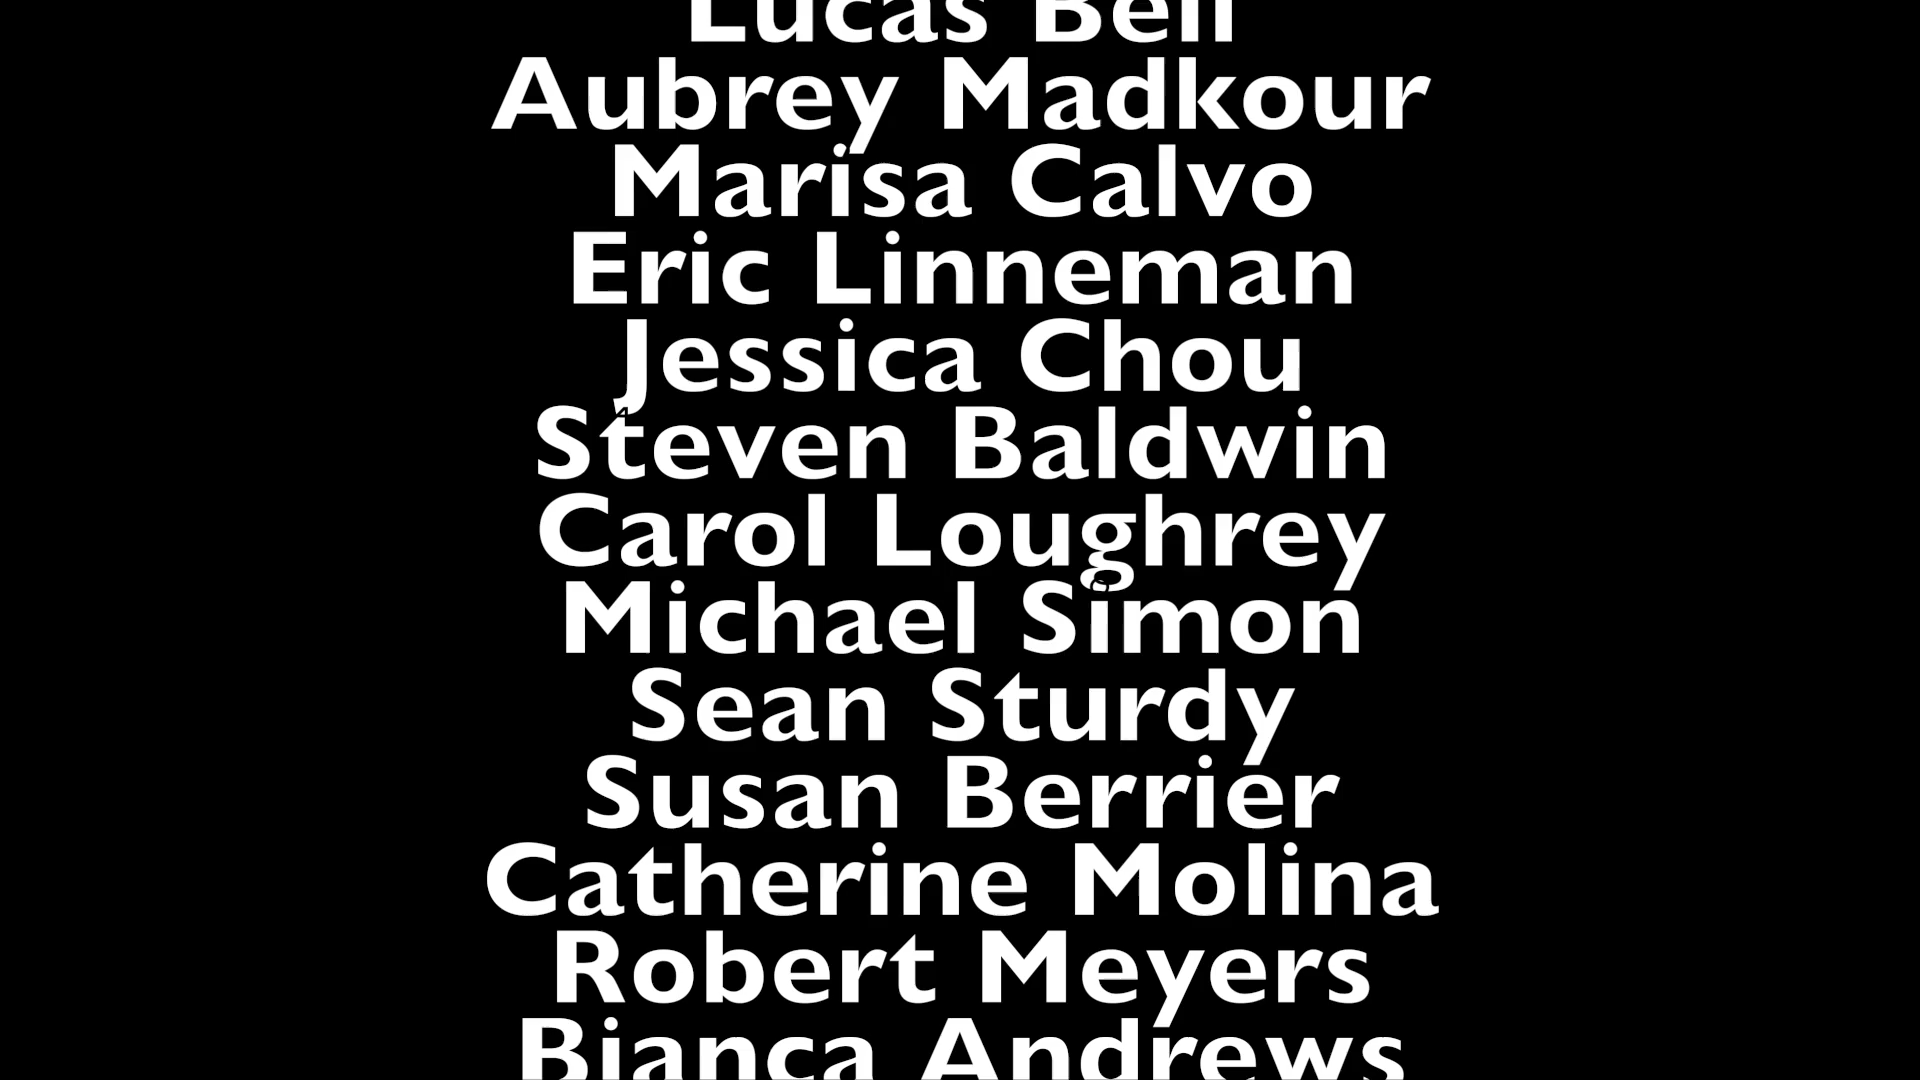 Lucas Bell
Aubrey Madkour
Marisa Calvo
Eric Linneman
Jessica Chou
Steven Baldwin
Carol Loughrey
Michael Simon
Sean Sturdy
Susan Berrier
Catherine Molina
Robert Meyers
Bianca Andrews